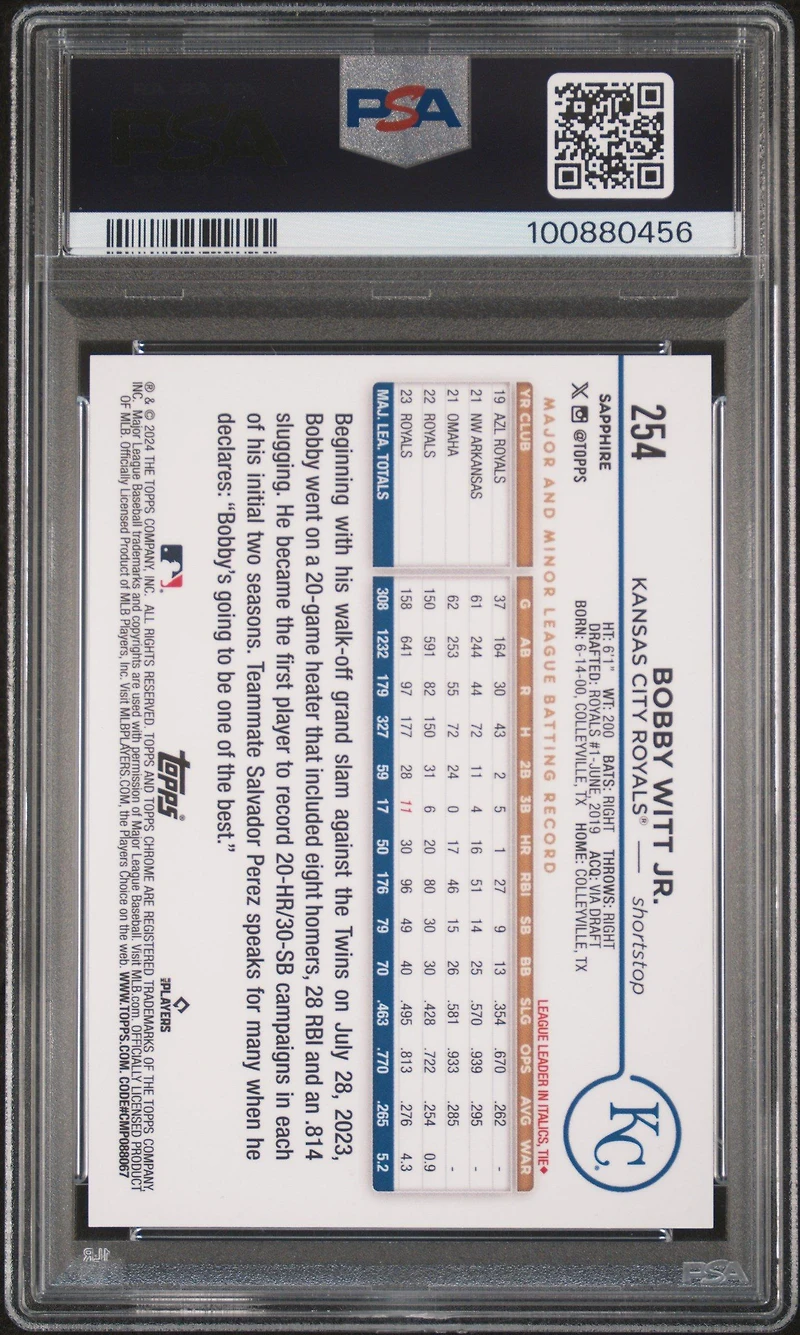 PSA
100880456
254
BOBBY WITT JR.
KANSAS CITY ROYALS® — shortstop
KC
SAPPHIRE
@TOPPS
HT: 6'1" WT: 200 BATS: RIGHT THROWS: RIGHT
DRAFTED: ROYALS #1-JUNE, 2019 ACQ: VIA DRAFT
BORN: 6-14-00, COLLEYVILLE, TX HOME: COLLEYVILLE, TX
MAJOR AND MINOR LEAGUE BATTING RECORD
LEAGUE LEADER IN ITALICS, TIE♦
YR CLUB G AB R H 2B 3B HR RBI SB BB SLG OPS AVG WAR
19 AZL ROYALS 37 164 30 43 2 5 1 27 9 13 .354 .670 .262 -
21 NW ARKANSAS 61 244 44 72 11 4 16 51 14 25 .570 .939 .295 -
21 OMAHA 62 253 55 72 24 0 17 46 15 26 .581 .933 .285 -
22 ROYALS 150 591 82 150 31 6 20 80 30 30 .428 .722 .254 0.9
23 ROYALS 158 641 97 177 28 11 30 96 49 40 .495 .813 .276 4.3
MAJ. LEA. TOTALS 308 1232 179 327 59 17 50 176 79 70 .463 .770 .265 5.2
Beginning with his walk-off grand slam against the Twins on July 28, 2023,
Bobby went on a 20-game heater that included eight homers, 28 RBI and an .814
slugging. He became the first player to record 20-HR/30-SB campaigns in each
of his initial two seasons. Teammate Salvador Perez speaks for many when he
declares: “Bobby's going to be one of the best.”
topps®
PLAYERS
® & © 2024 THE TOPPS COMPANY, INC. ALL RIGHTS RESERVED. TOPPS AND TOPPS CHROME ARE REGISTERED TRADEMARKS OF THE TOPPS COMPANY,
INC. Major League Baseball trademarks and copyrights are used with permission of Major League Baseball. Visit MLB.com. OFFICIALLY LICENSED PRODUCT
OF MLB. Officially Licensed Product of MLB Players, Inc. Visit MLBPLAYERS.COM, the Players Choice on the web. WWW.TOPPS.COM. CODE#CMP088067
PSA